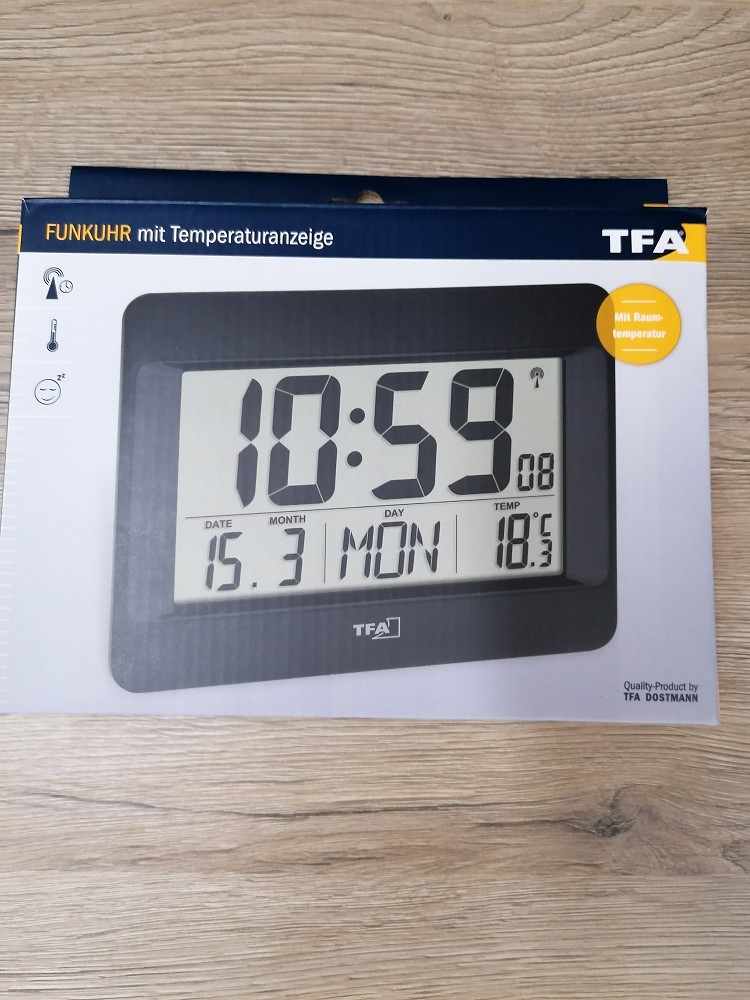 FUNKUHR mit Temperaturanzeige
TFA®
Mit Raum-
temperatur
zz
10:59
08
DATE MONTH DAY TEMP
15. 3 MON 18.3°C
TFA
Quality-Product by
TFA DOSTMANN